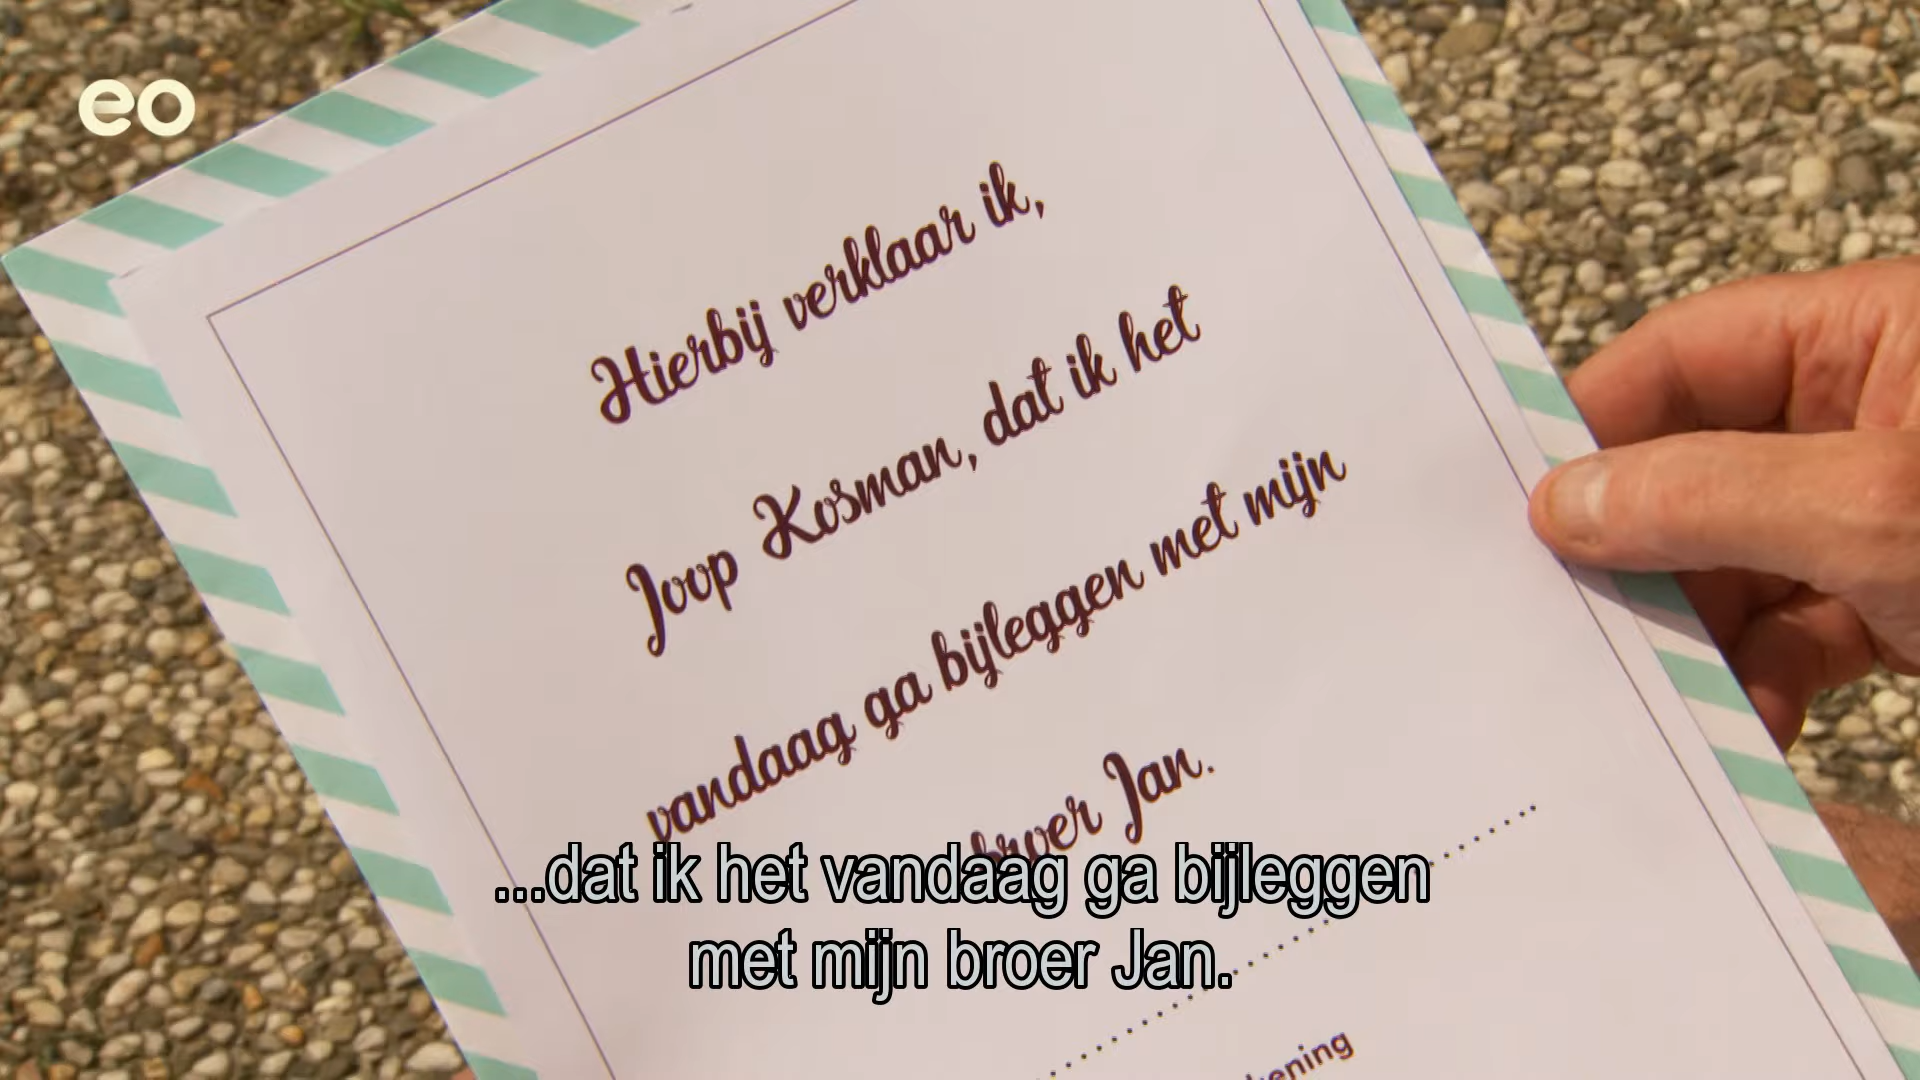 eo
Hierbij verklaar ik,
Joop Kosman, dat ik het
vandaag ga bijleggen met mijn
broer Jan.
...dat ik het vandaag ga bijleggen
met mijn broer Jan.